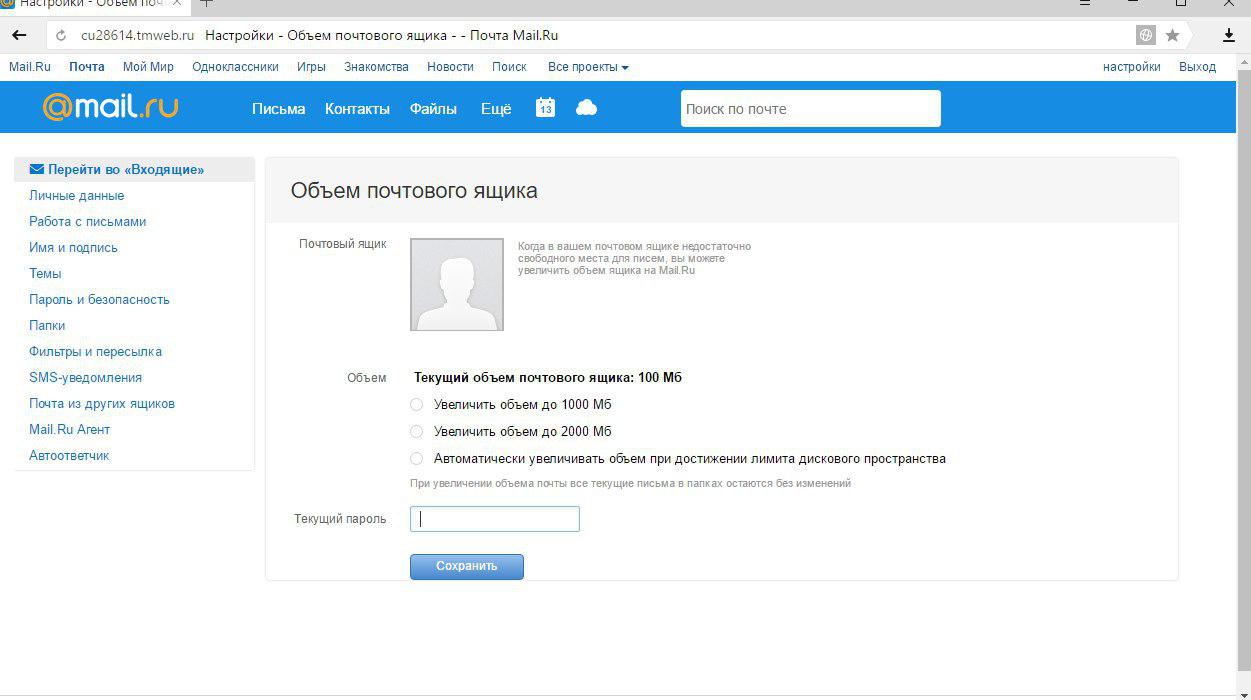 Настройки - Объем поч
cu28614.tmweb.ru Настройки - Объем почтового ящика - - Почта Mail.Ru
Mail.Ru Почта Мой Мир Одноклассники Игры Знакомства Новости Поиск Все проекты настройки Выход
@mail.ru Письма Контакты Файлы Ещё 13 Поиск по почте
Перейти во «Входящие»
Личные данные
Работа с письмами
Имя и подпись
Темы
Пароль и безопасность
Папки
Фильтры и пересылка
SMS-уведомления
Почта из других ящиков
Mail.Ru Агент
Автоответчик
Объем почтового ящика
Почтовый ящик
Когда в вашем почтовом ящике недостаточно
свободного места для писем, вы можете
увеличить объем ящика на Mail.Ru
Объем Текущий объем почтового ящика: 100 Мб
Увеличить объем до 1000 Мб
Увеличить объем до 2000 Мб
Автоматически увеличивать объем при достижении лимита дискового пространства
При увеличении объема почты все текущие письма в папках остаются без изменений
Текущий пароль
Сохранить